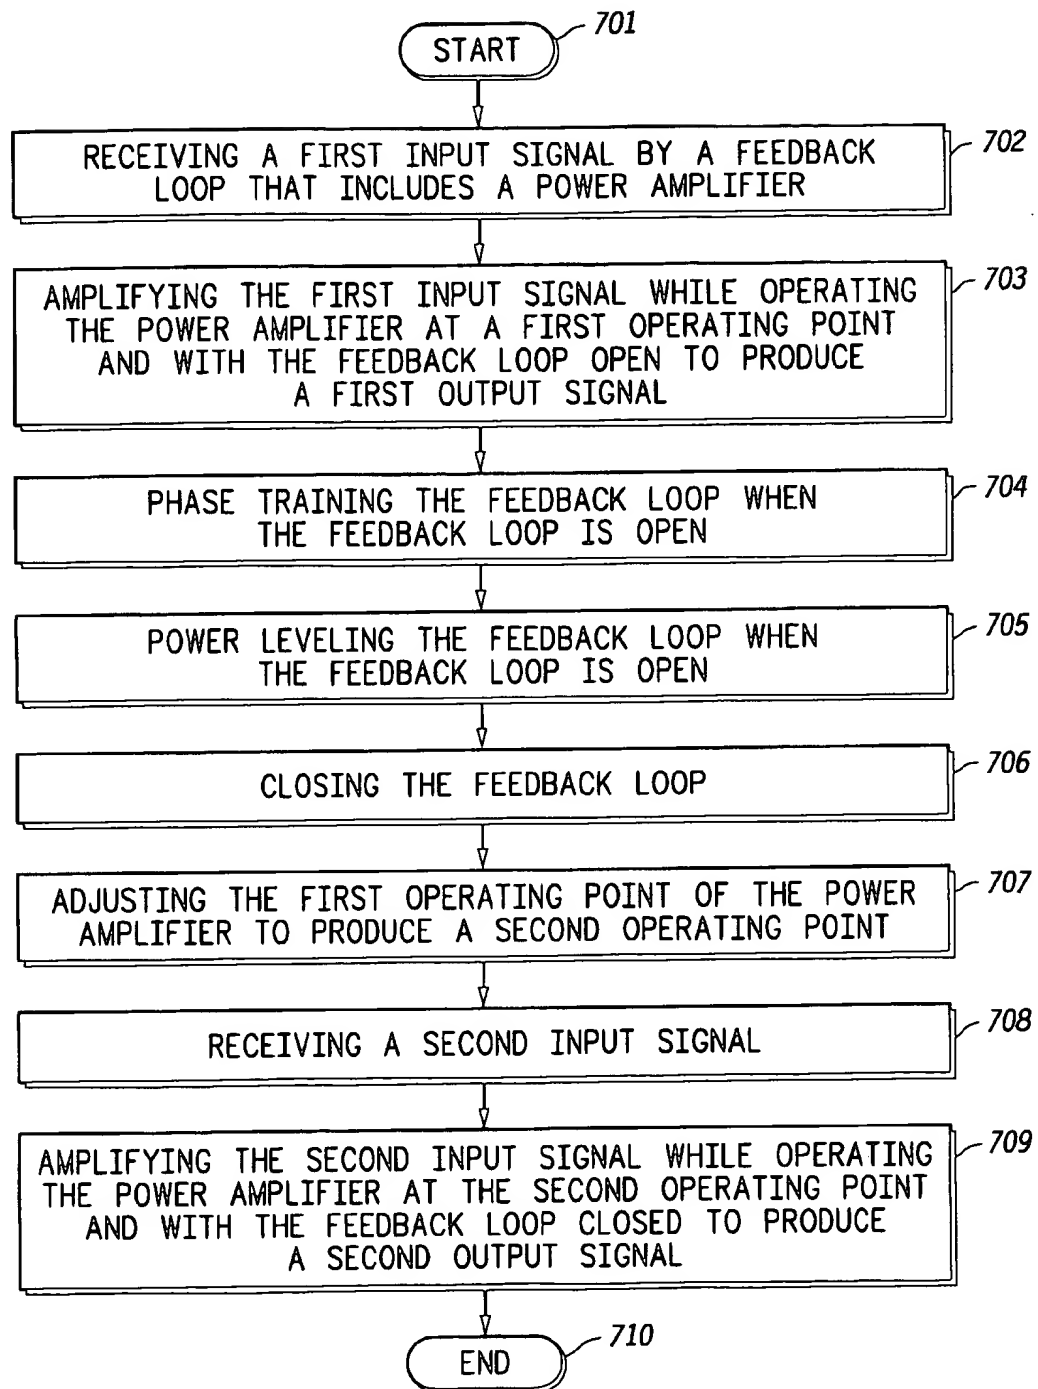 START
701
RECEIVING A FIRST INPUT SIGNAL BY A FEEDBACK
LOOP THAT INCLUDES A POWER AMPLIFIER
702
AMPLIFYING THE FIRST INPUT SIGNAL WHILE OPERATING
THE POWER AMPLIFIER AT A FIRST OPERATING POINT
AND WITH THE FEEDBACK LOOP OPEN TO PRODUCE
A FIRST OUTPUT SIGNAL
703
PHASE TRAINING THE FEEDBACK LOOP WHEN
THE FEEDBACK LOOP IS OPEN
704
POWER LEVELING THE FEEDBACK LOOP WHEN
THE FEEDBACK LOOP IS OPEN
705
CLOSING THE FEEDBACK LOOP
706
ADJUSTING THE FIRST OPERATING POINT OF THE POWER
AMPLIFIER TO PRODUCE A SECOND OPERATING POINT
707
RECEIVING A SECOND INPUT SIGNAL
708
AMPLIFYING THE SECOND INPUT SIGNAL WHILE OPERATING
THE POWER AMPLIFIER AT THE SECOND OPERATING POINT
AND WITH THE FEEDBACK LOOP CLOSED TO PRODUCE
A SECOND OUTPUT SIGNAL
709
END
710